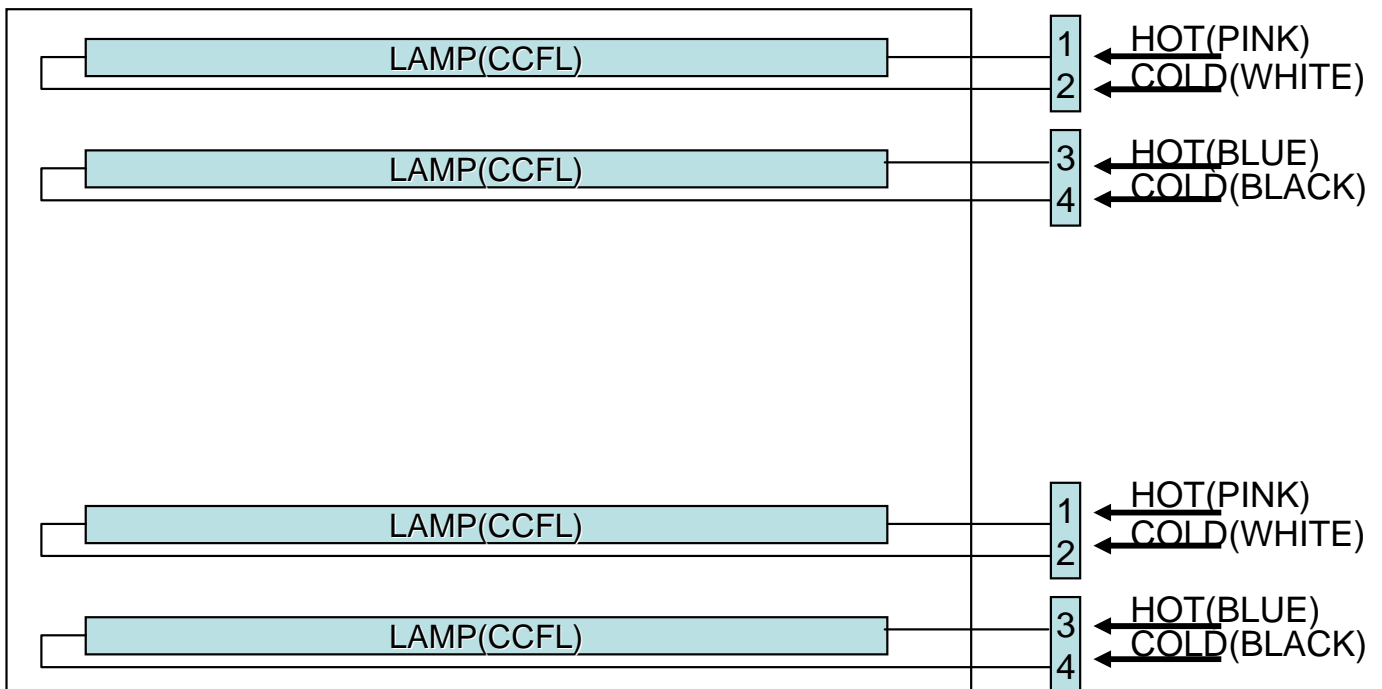 LAMP(CCFL)
1 HOT(PINK)
2 COLD(WHITE)
LAMP(CCFL)
3 HOT(BLUE)
4 COLD(BLACK)
LAMP(CCFL)
1 HOT(PINK)
2 COLD(WHITE)
LAMP(CCFL)
3 HOT(BLUE)
4 COLD(BLACK)